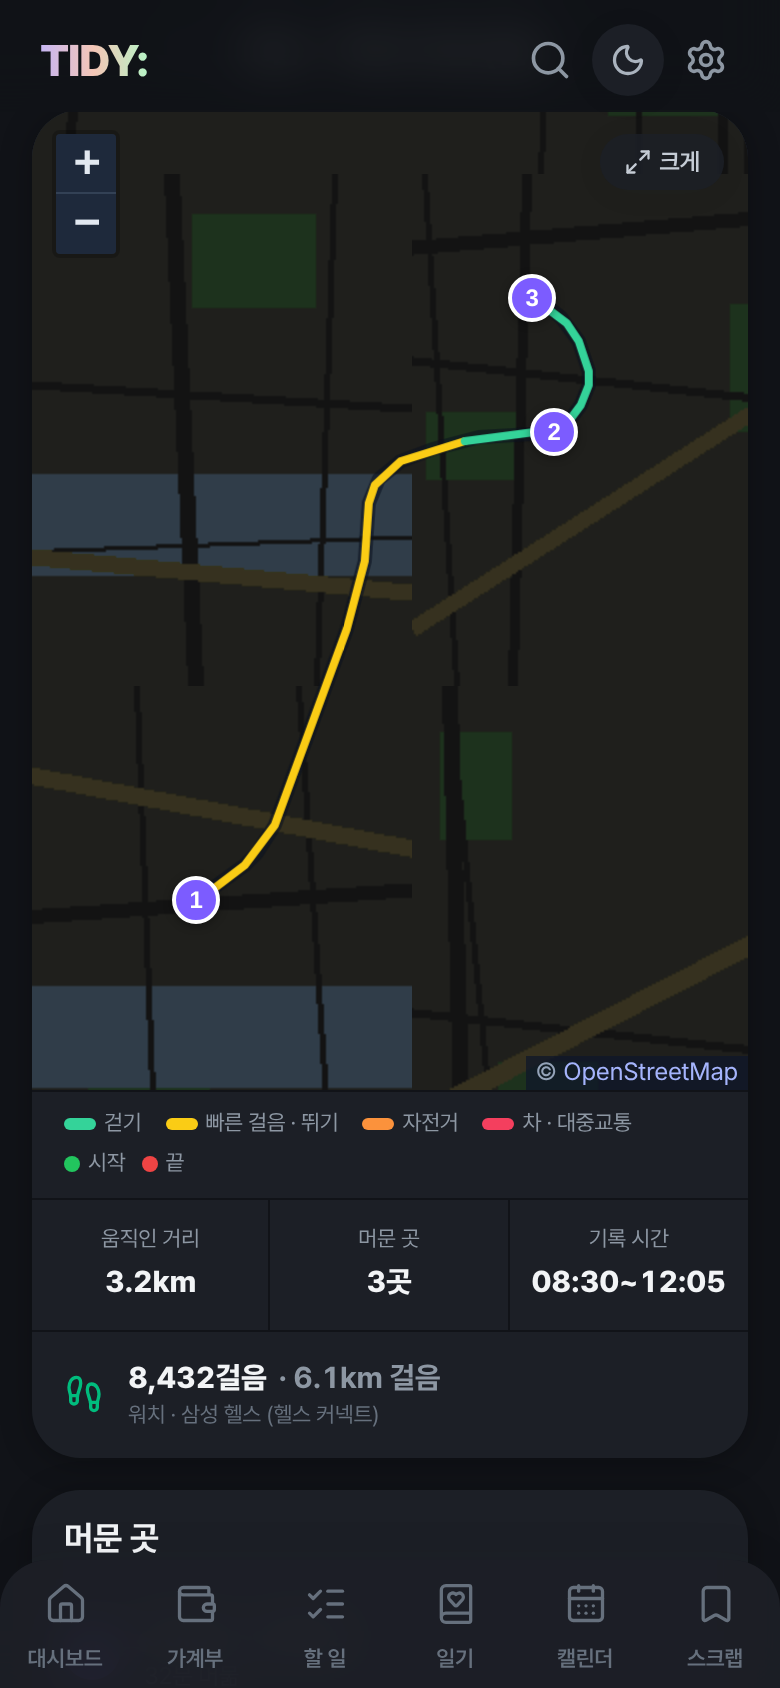 TIDY:
+
크게
−
3
2
1
© OpenStreetMap
걷기 빠른 걸음 · 뛰기 자전거 차 · 대중교통
시작 끝
움직인 거리 머문 곳 기록 시간
3.2km 3곳 08:30~12:05
8,432걸음 · 6.1km 걸음
워치 · 삼성 헬스 (헬스 커넥트)
머문 곳
대시보드 가계부 할 일 일기 캘린더 스크랩